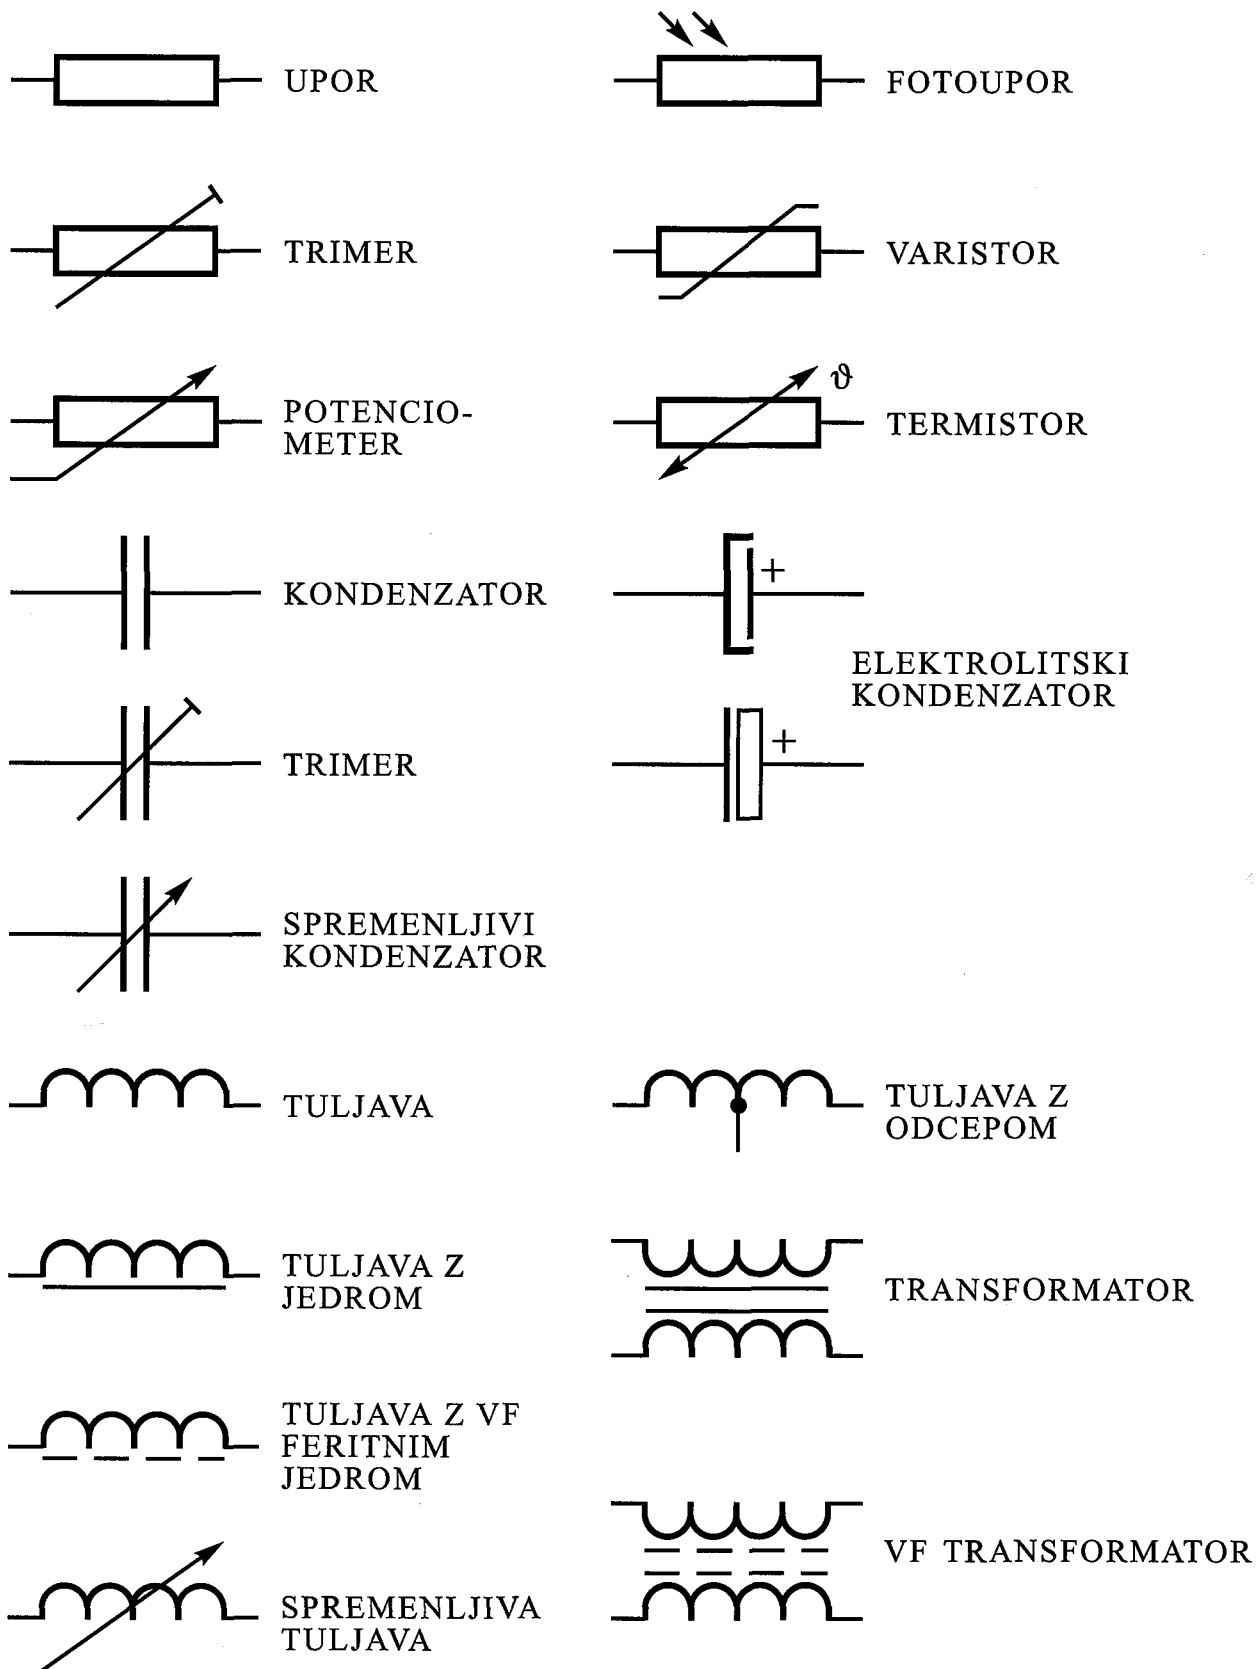 UPOR
FOTOUPOR
TRIMER
VARISTOR
POTENCIO-
METER
ϑ
TERMISTOR
KONDENZATOR
+
ELEKTROLITSKI
KONDENZATOR
TRIMER
+
SPREMENLJIVI
KONDENZATOR
TULJAVA
TULJAVA Z
ODCEPOM
TULJAVA Z
JEDROM
TRANSFORMATOR
TULJAVA Z VF
FERITNIM
JEDROM
VF TRANSFORMATOR
SPREMENLJIVA
TULJAVA